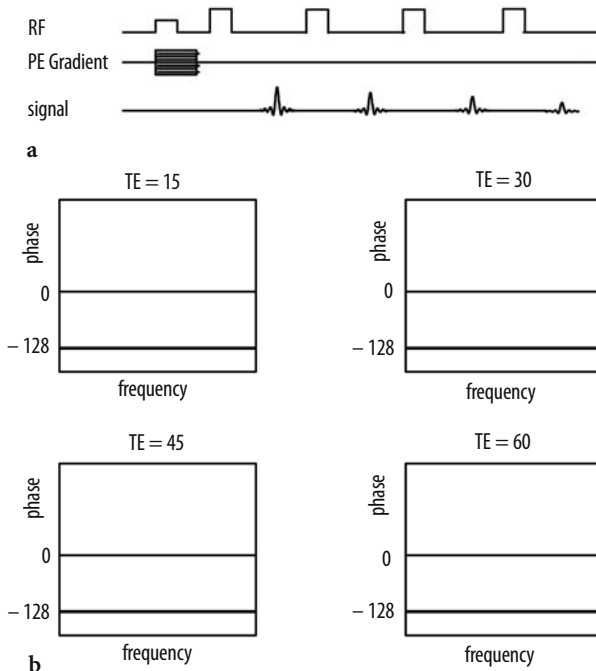 RF
PE Gradient
signal
a
TE = 15
phase
0
– 128
frequency
TE = 30
phase
0
– 128
frequency
TE = 45
phase
0
– 128
frequency
TE = 60
phase
0
– 128
frequency
b